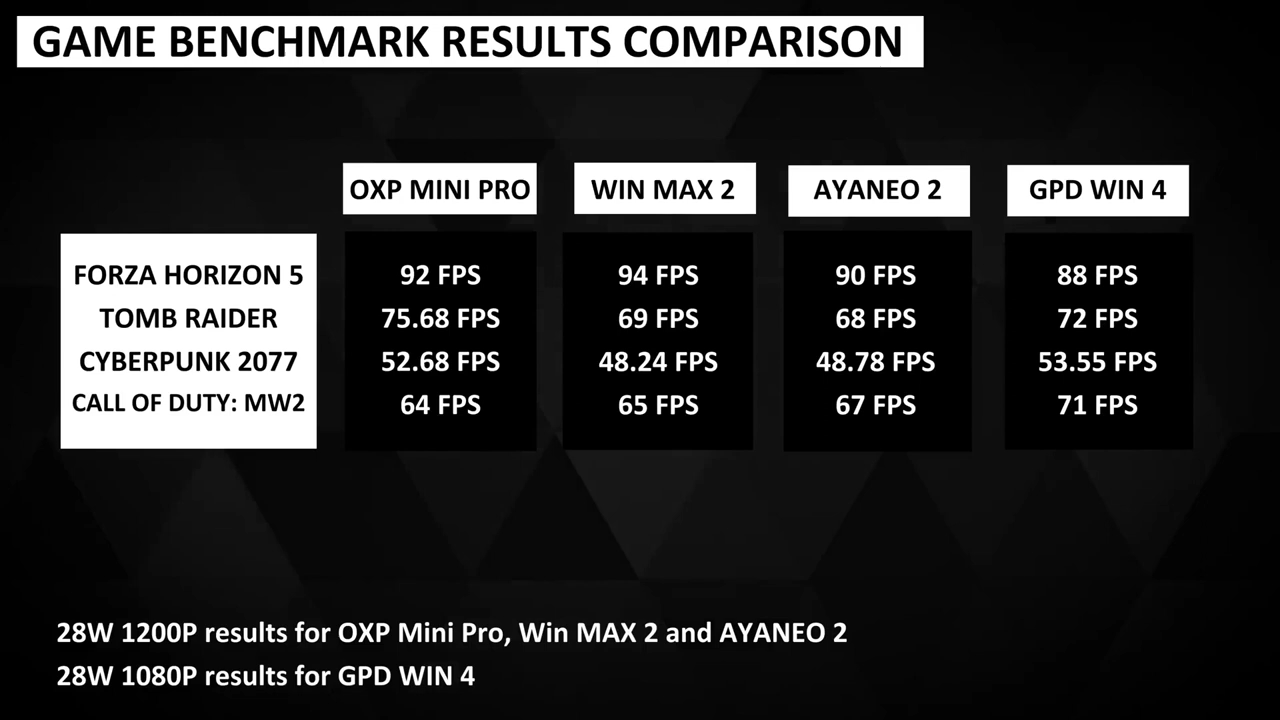 GAME BENCHMARK RESULTS COMPARISON
OXP MINI PRO WIN MAX 2 AYANEO 2 GPD WIN 4
FORZA HORIZON 5 92 FPS 94 FPS 90 FPS 88 FPS
TOMB RAIDER 75.68 FPS 69 FPS 68 FPS 72 FPS
CYBERPUNK 2077 52.68 FPS 48.24 FPS 48.78 FPS 53.55 FPS
CALL OF DUTY: MW2 64 FPS 65 FPS 67 FPS 71 FPS
28W 1200P results for OXP Mini Pro, Win MAX 2 and AYANEO 2
28W 1080P results for GPD WIN 4